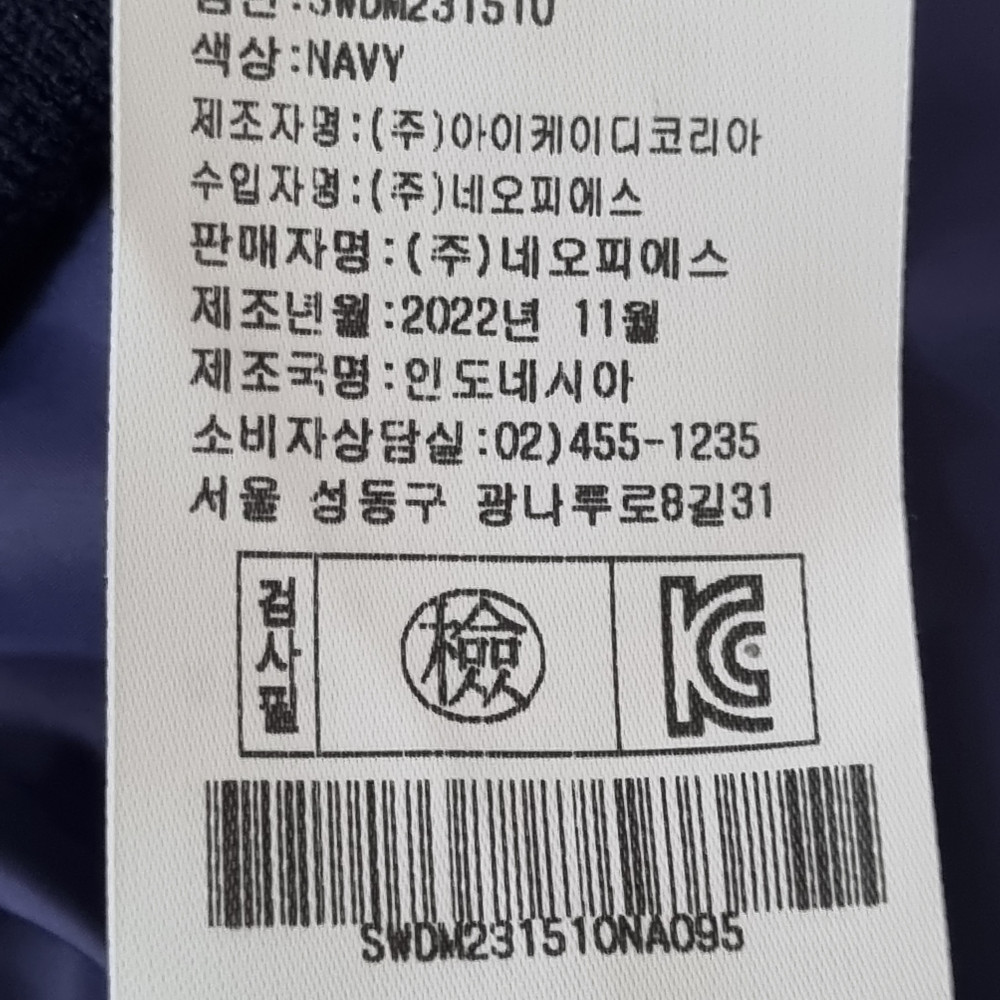 품번:SWDM231510
색상:NAVY
제조자명:(주)아이케이디코리아
수입자명:(주)네오피에스
판매자명:(주)네오피에스
제조년월:2022년 11월
제조국명:인도네시아
소비자상담실:02)455-1235
서울 성동구 광나루로8길31
검사필
檢
KC
SWDM231510NA095